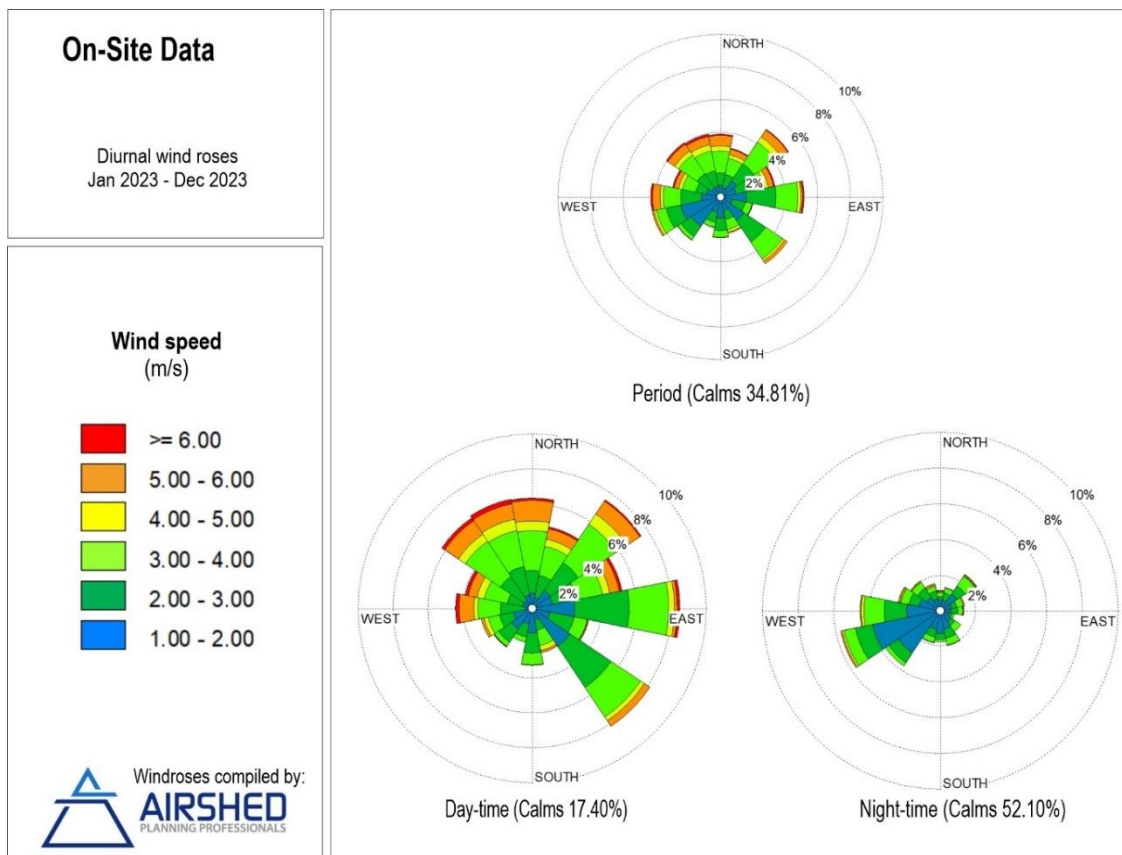 On-Site Data
Diurnal wind roses
Jan 2023 - Dec 2023
Wind speed
(m/s)
>= 6.00
5.00 - 6.00
4.00 - 5.00
3.00 - 4.00
2.00 - 3.00
1.00 - 2.00
Windroses compiled by:
AIRSHED
PLANNING PROFESSIONALS
NORTH
10%
8%
6%
4%
2%
WEST
EAST
SOUTH
Period (Calms 34.81%)
NORTH
10%
8%
6%
4%
2%
WEST
EAST
SOUTH
Day-time (Calms 17.40%)
NORTH
10%
8%
6%
4%
2%
WEST
EAST
SOUTH
Night-time (Calms 52.10%)